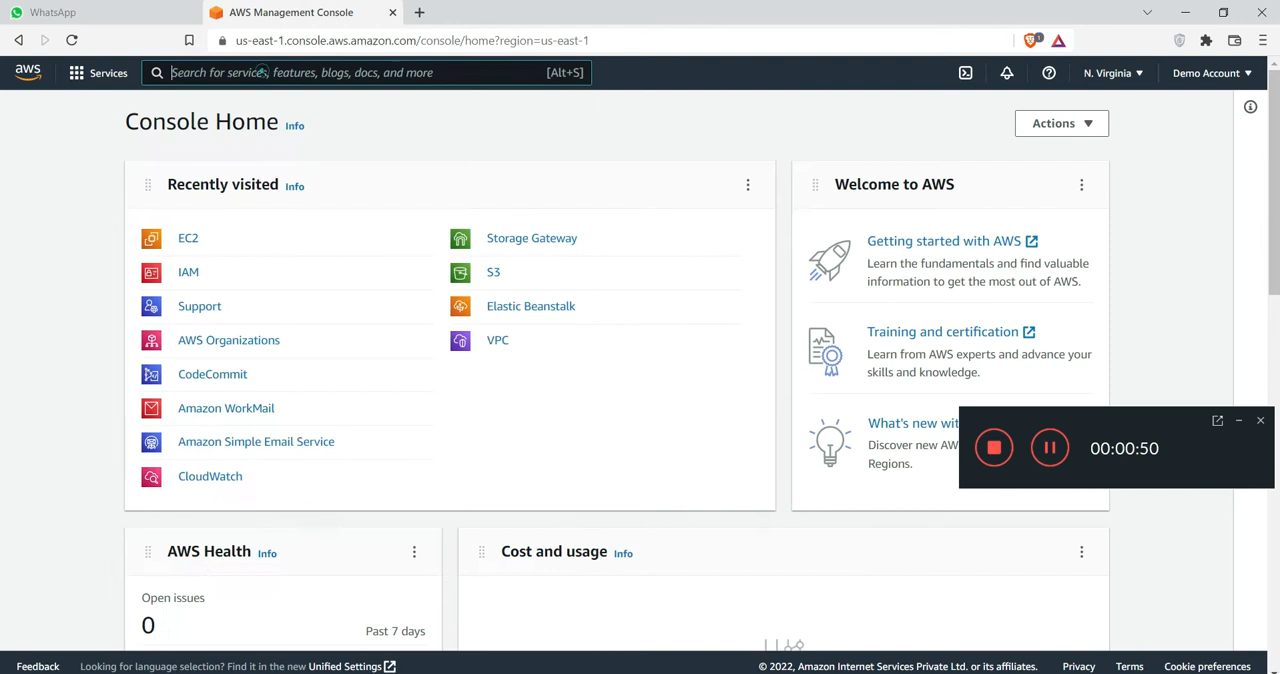 WhatsApp
AWS Management Console
us-east-1.console.aws.amazon.com/console/home?region=us-east-1
1
aws
Services
Search for services, features, blogs, docs, and more
[Alt+S]
N. Virginia
Demo Account
Console Home Info
Actions
Recently visited Info
EC2
IAM
Support
AWS Organizations
CodeCommit
Amazon WorkMail
Amazon Simple Email Service
CloudWatch
Storage Gateway
S3
Elastic Beanstalk
VPC
Welcome to AWS
Getting started with AWS
Learn the fundamentals and find valuable
information to get the most out of AWS.
Training and certification
Learn from AWS experts and advance your
skills and knowledge.
What's new wit
Discover new AW
Regions.
00:00:50
AWS Health Info
Open issues
0
Past 7 days
Cost and usage Info
Feedback
Looking for language selection? Find it in the new Unified Settings
© 2022, Amazon Internet Services Private Ltd. or its affiliates.
Privacy
Terms
Cookie preferences